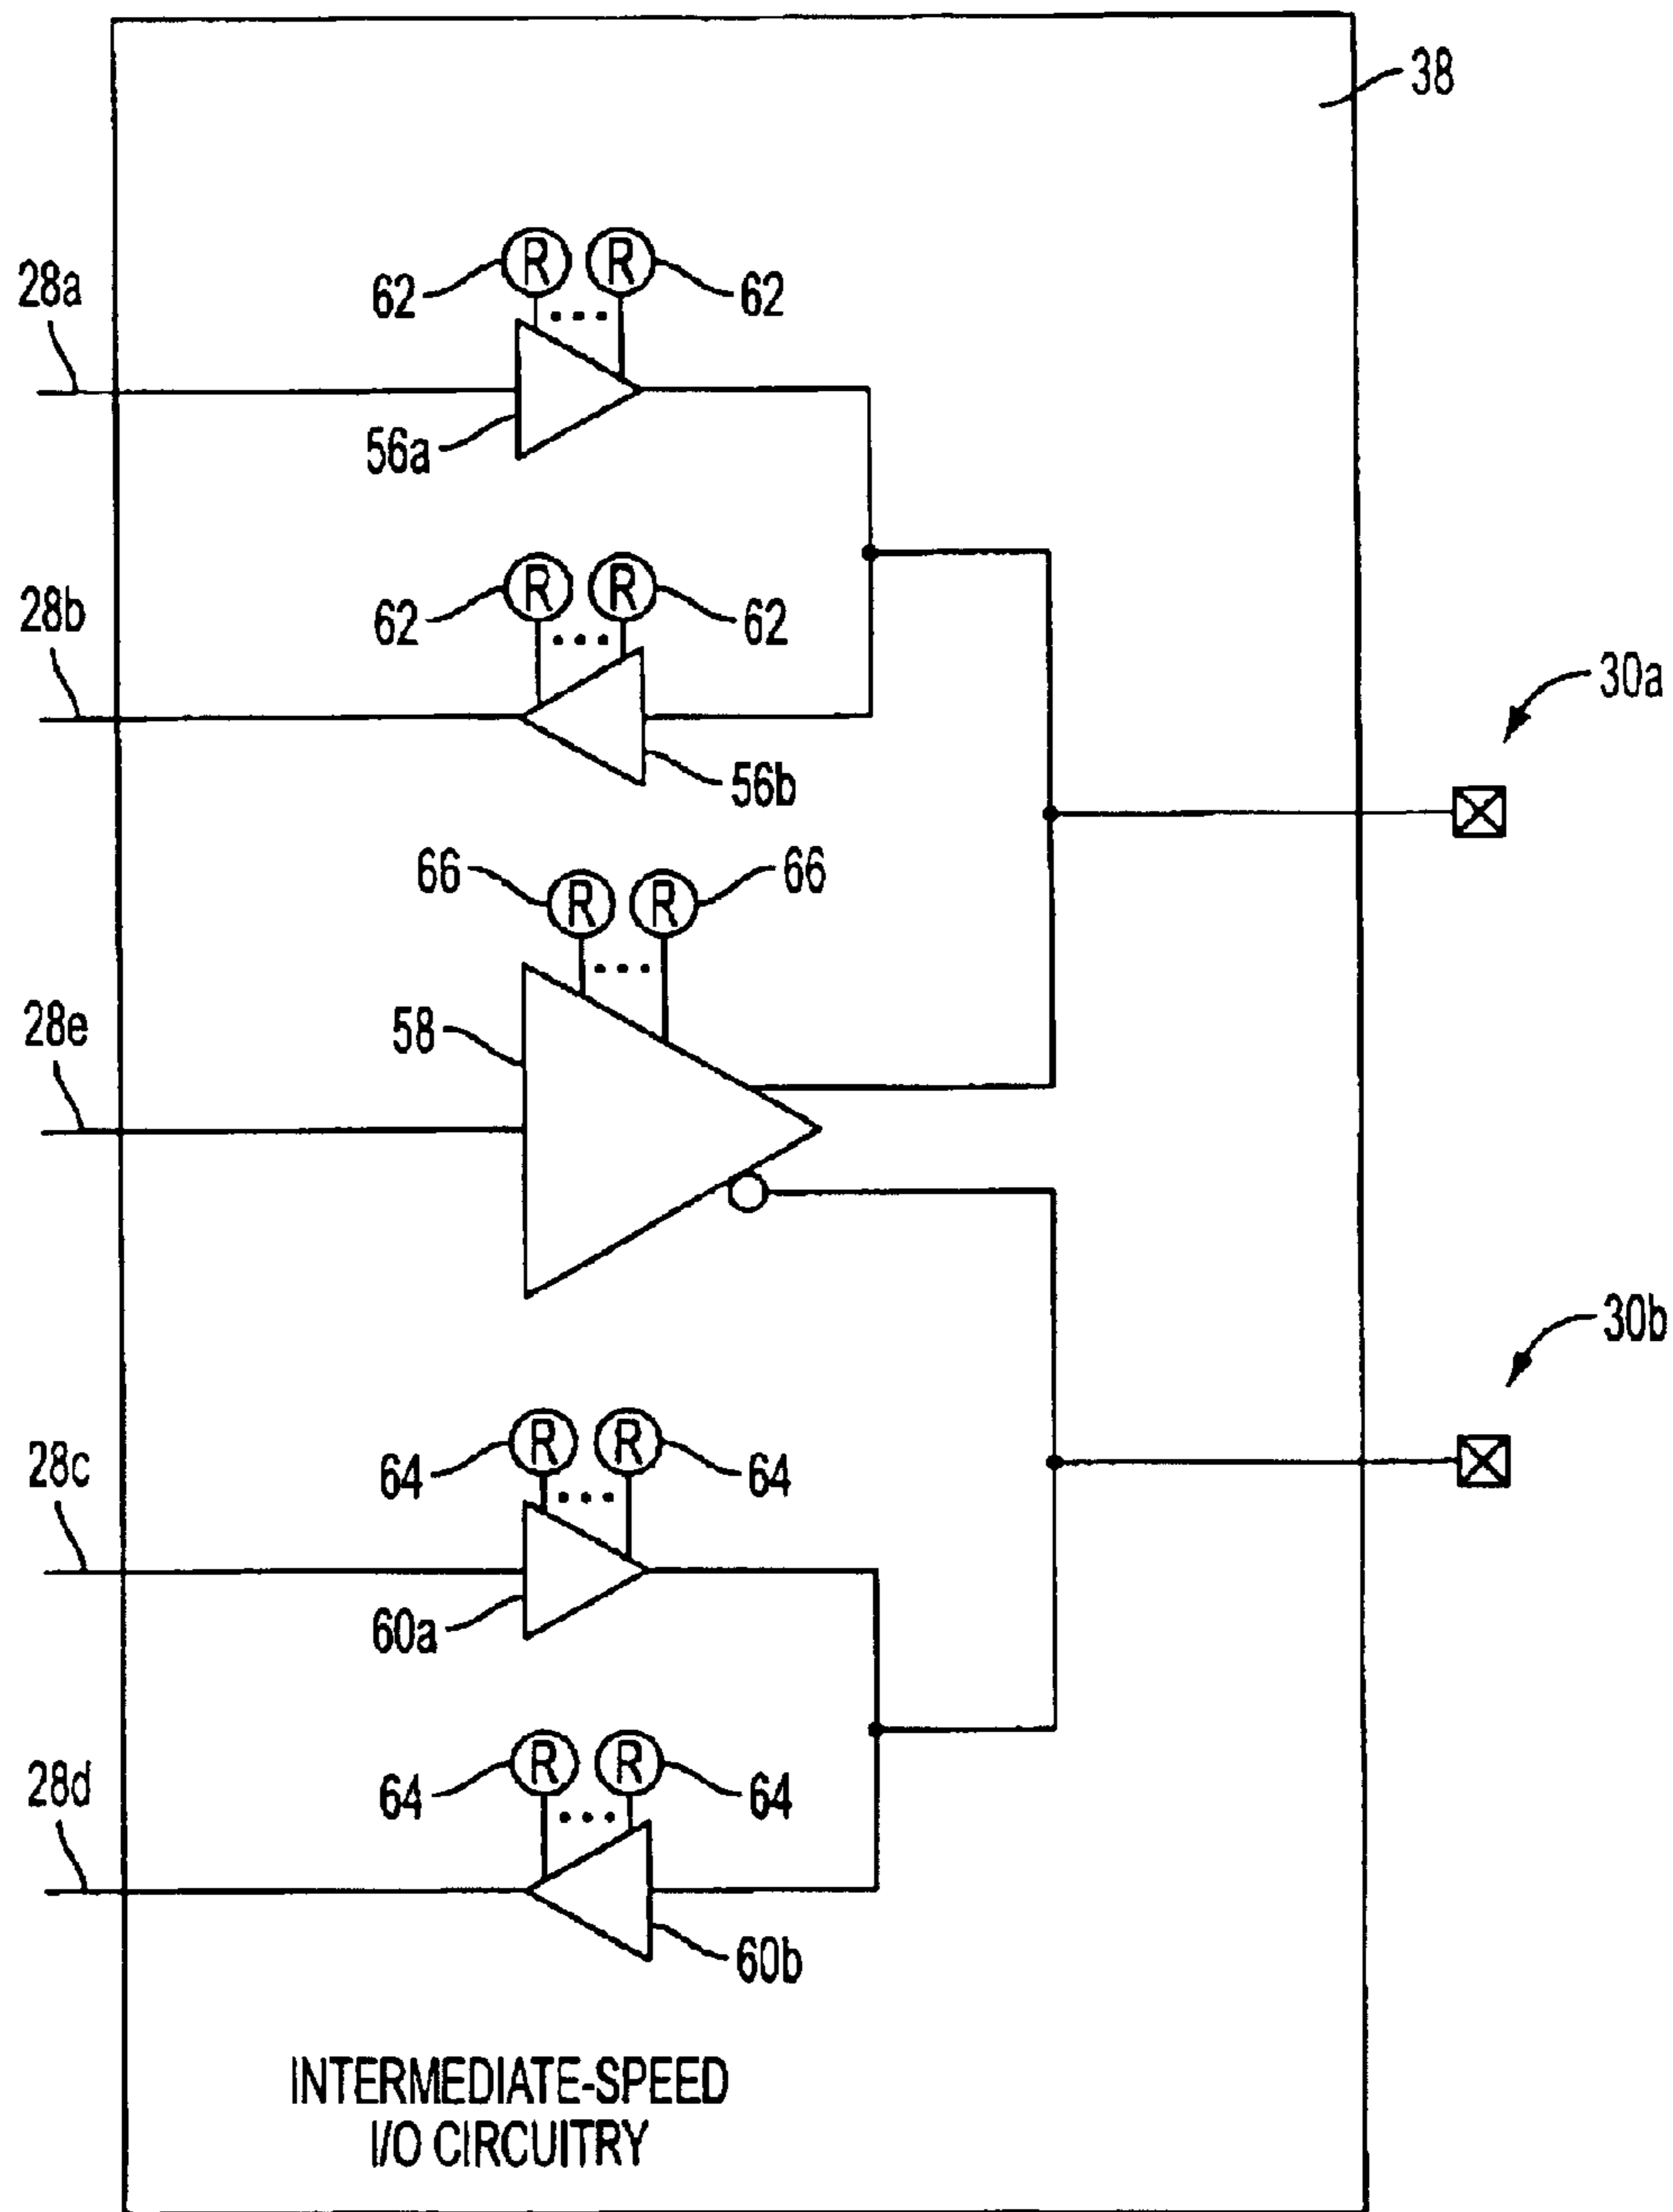 38
R R
62 62
28a
56a
R R
62 62
28b
56b
30a
R R
66 66
58
28e
30b
R R
64 64
28c
60a
R R
64 64
28d
60b
INTERMEDIATE-SPEED
I/O CIRCUITRY